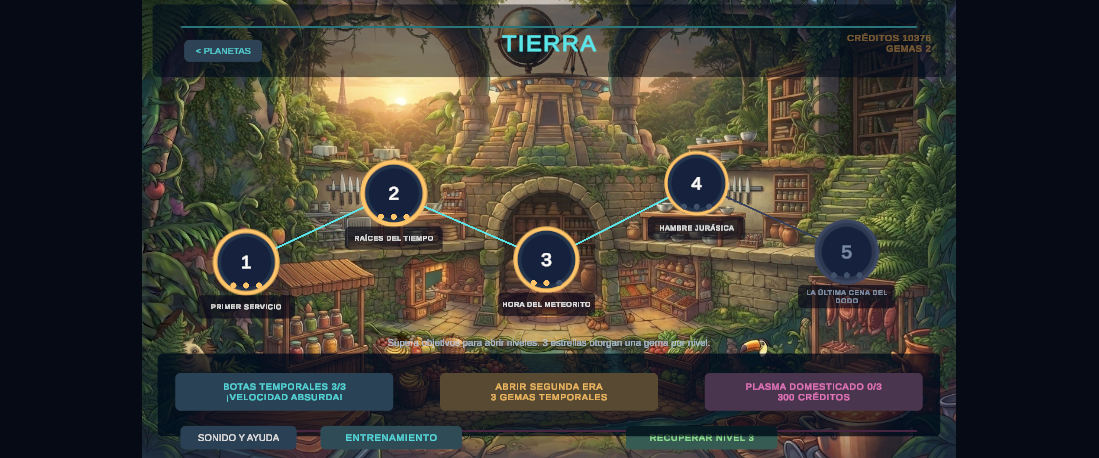 < PLANETAS
TIERRA
CRÉDITOS 10376
GEMAS 2
1
2
3
4
5
PRIMER SERVICIO
RAÍCES DEL TIEMPO
HORA DEL METEORITO
HAMBRE JURÁSICA
LA ÚLTIMA CENA DEL
DODO
Supera objetivos para abrir niveles. 3 estrellas otorgan una gema por nivel.
BOTAS TEMPORALES 3/3
¡VELOCIDAD ABSURDA!
ABRIR SEGUNDA ERA
3 GEMAS TEMPORALES
PLASMA DOMESTICADO 0/3
300 CRÉDITOS
SONIDO Y AYUDA
ENTRENAMIENTO
RECUPERAR NIVEL 3